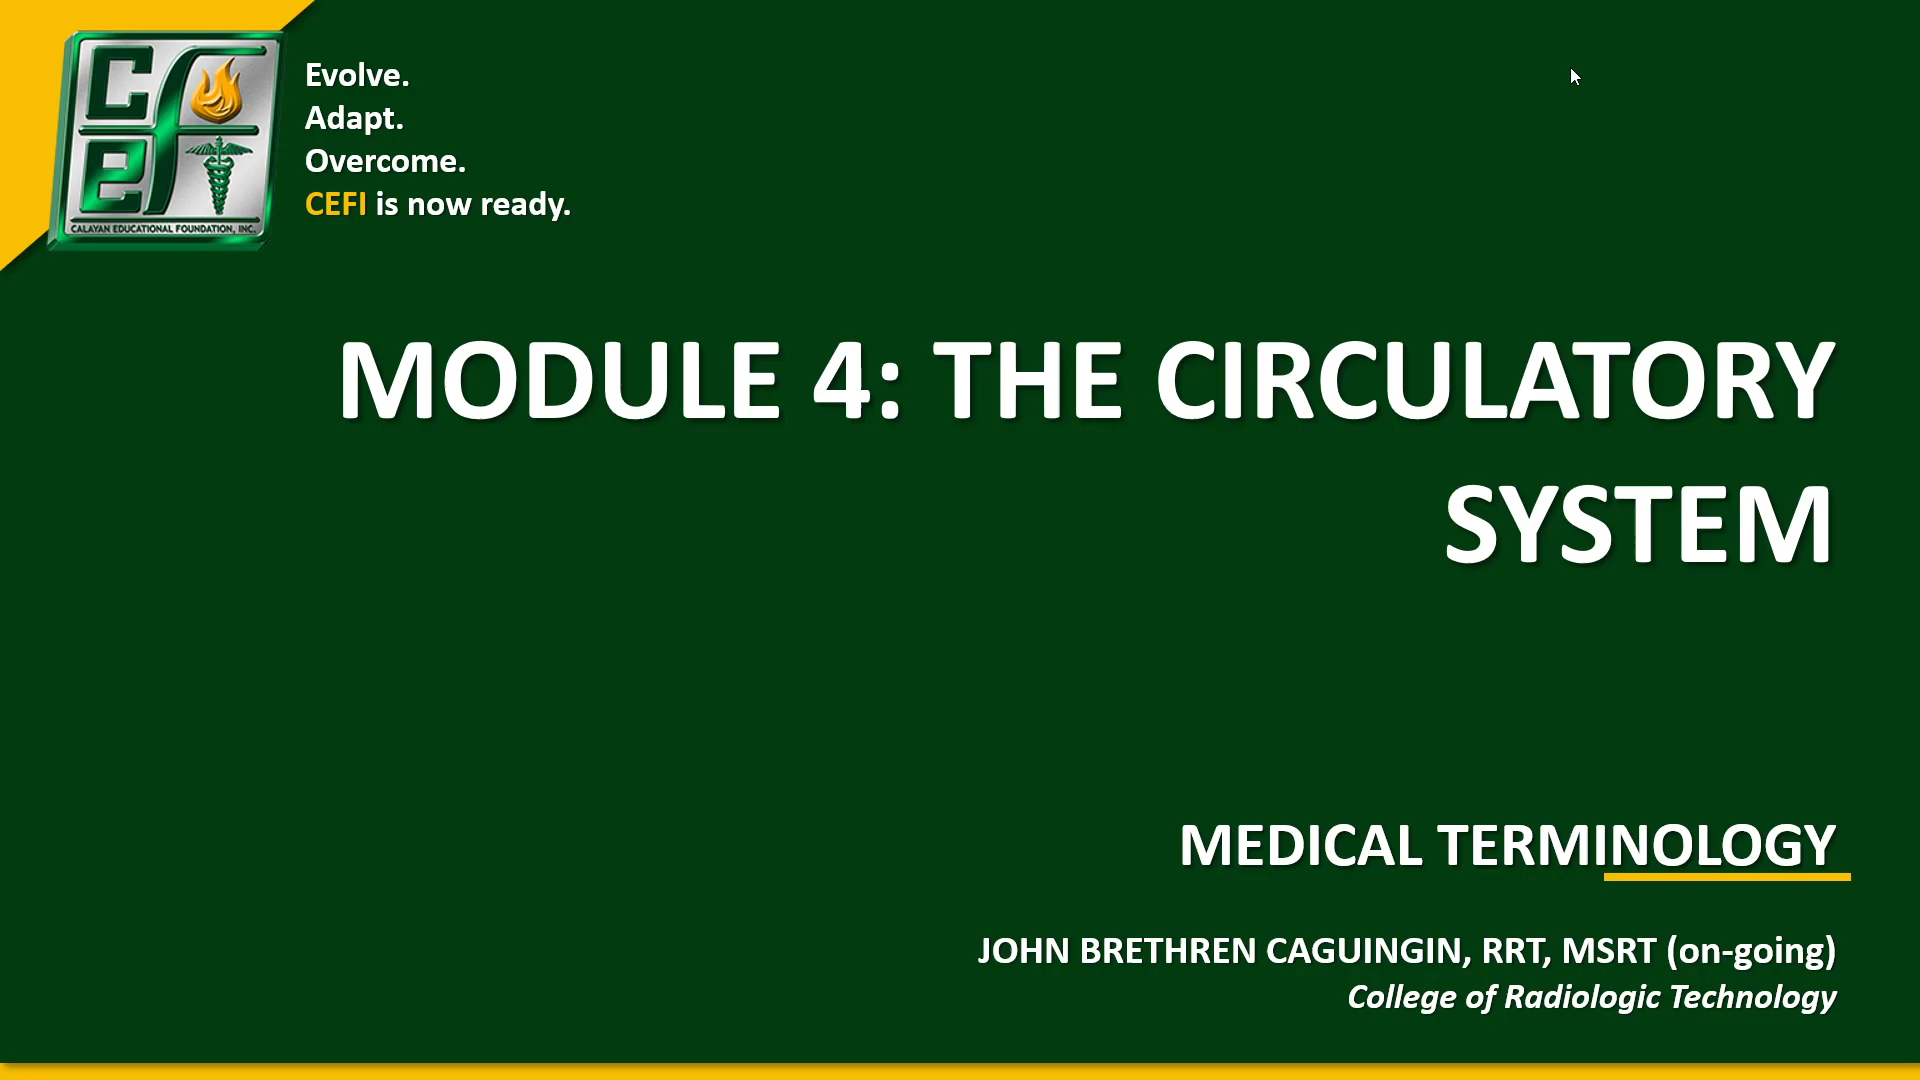 Cfe
CALAYAN EDUCATIONAL FOUNDATION, INC.
Evolve.
Adapt.
Overcome.
CEFI is now ready.
MODULE 4: THE CIRCULATORY
SYSTEM
MEDICAL TERMINOLOGY
JOHN BRETHREN CAGUINGIN, RRT, MSRT (on-going)
College of Radiologic Technology